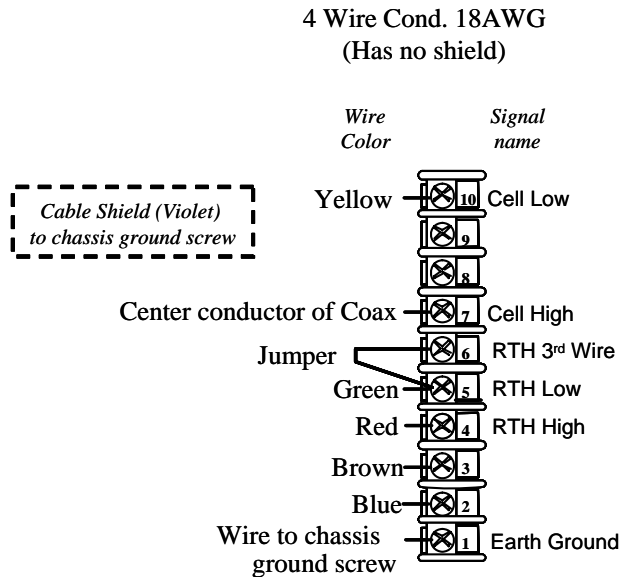 4 Wire Cond. 18AWG
(Has no shield)
Wire Color
Signal name
Cable Shield (Violet)
to chassis ground screw
Yellow 10 Cell Low
9
8
Center conductor of Coax 7 Cell High
6 RTH 3rd Wire
Jumper
Green 5 RTH Low
Red 4 RTH High
Brown 3
Blue 2
Wire to chassis
ground screw
1 Earth Ground